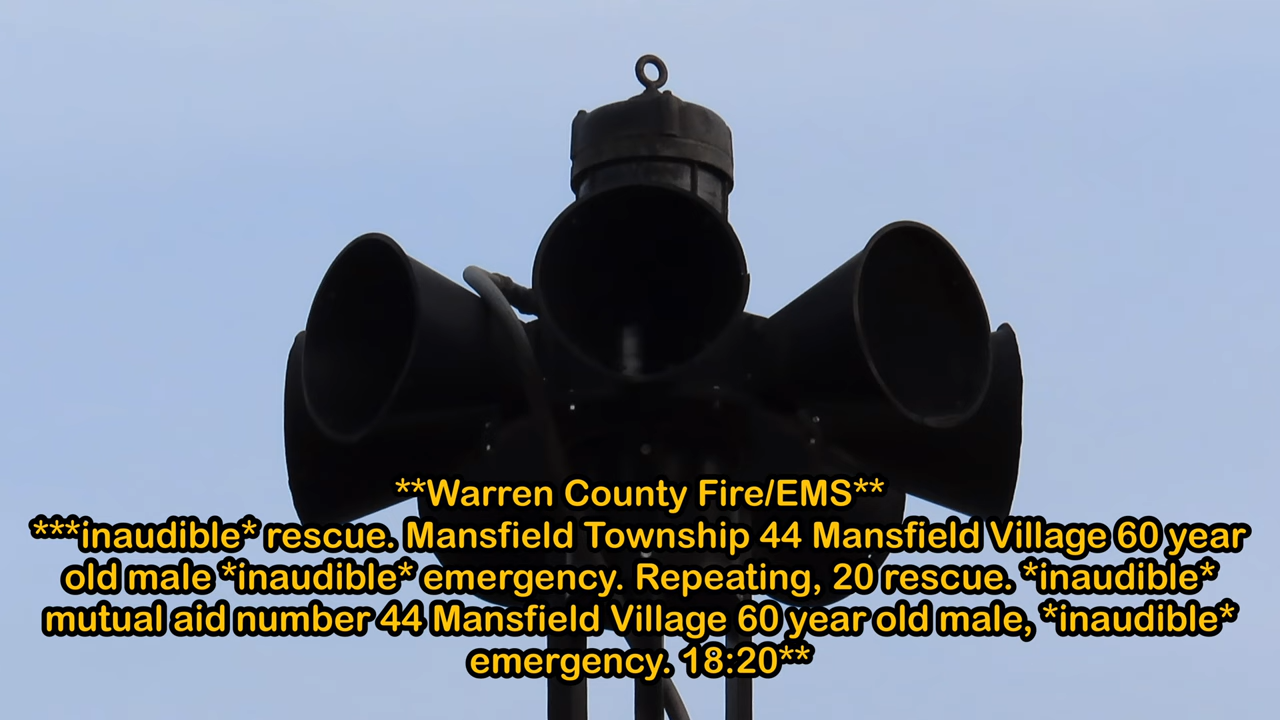 **Warren County Fire/EMS**
***inaudible* rescue. Mansfield Township 44 Mansfield Village 60 year
old male *inaudible* emergency. Repeating, 20 rescue. *inaudible*
mutual aid number 44 Mansfield Village 60 year old male, *inaudible*
emergency. 18:20**